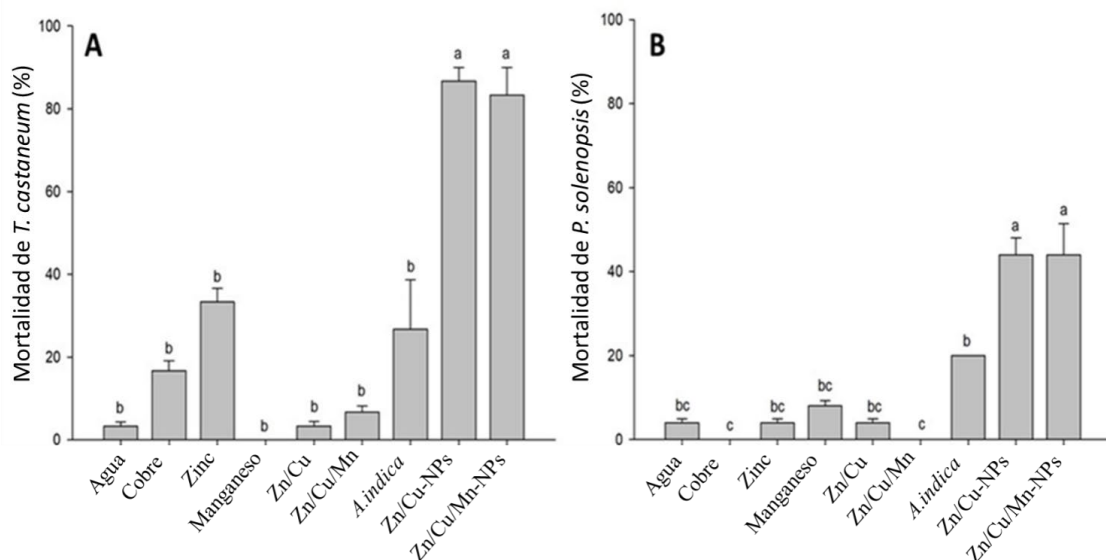 A
Mortalidad de T. castaneum (%)
100
80
60
40
20
0
b
b
b
b
b
b
b
a
a
Agua
Cobre
Zinc
Manganeso
Zn/Cu
Zn/Cu/Mn
A.indica
Zn/Cu-NPs
Zn/Cu/Mn-NPs
B
Mortalidad de P. solenopsis (%)
100
80
60
40
20
0
bc
c
bc
bc
bc
c
b
a
a
Agua
Cobre
Zinc
Manganeso
Zn/Cu
Zn/Cu/Mn
A.indica
Zn/Cu-NPs
Zn/Cu/Mn-NPs